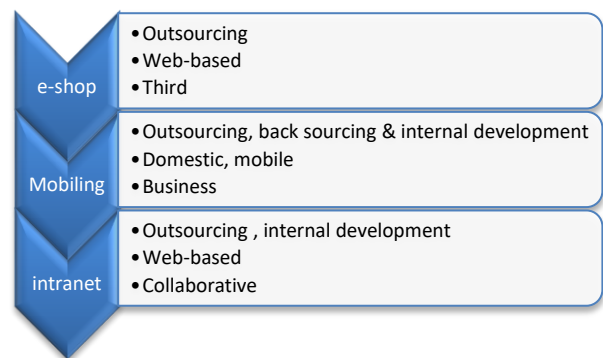 e-shop
•Outsourcing
•Web-based
•Third
Mobiling
•Outsourcing, back sourcing & internal development
•Domestic, mobile
•Business
intranet
•Outsourcing , internal development
•Web-based
•Collaborative